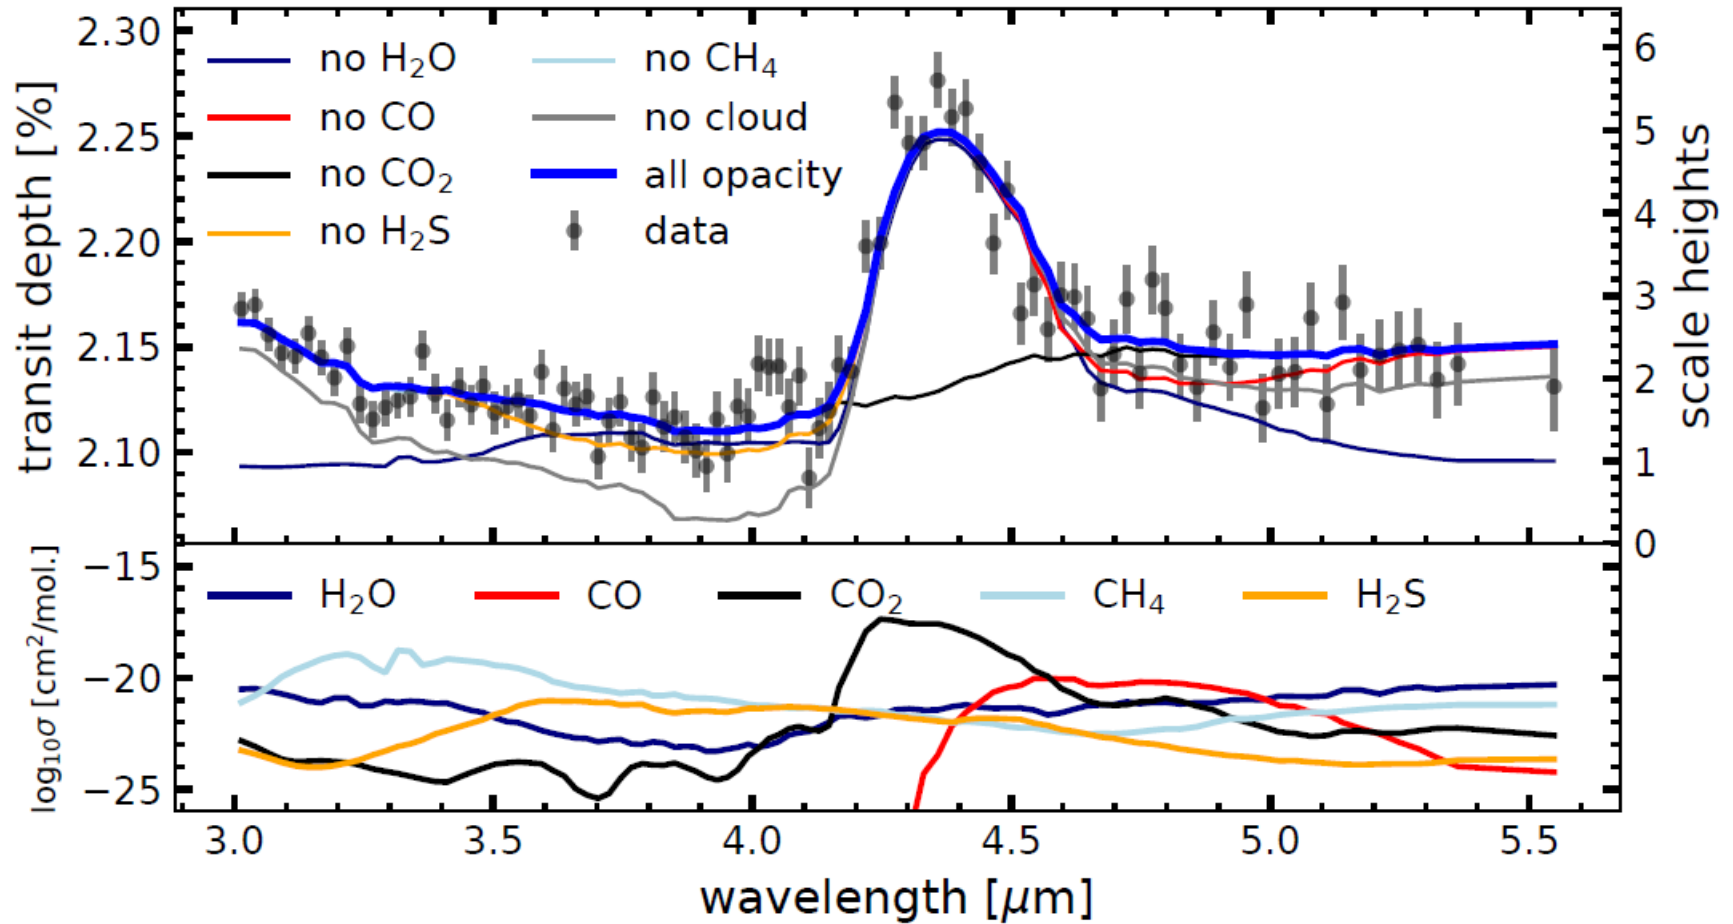 2.30
2.25
2.20
2.15
2.10
transit depth [%]
no H₂O
no CO
no CO₂
no H₂S
no CH₄
no cloud
all opacity
data
6
5
4
3
2
1
0
scale heights
−15
−20
−25
log₁₀σ [cm²/mol.]
H₂O CO CO₂ CH₄ H₂S
3.0 3.5 4.0 4.5 5.0 5.5
wavelength [μm]